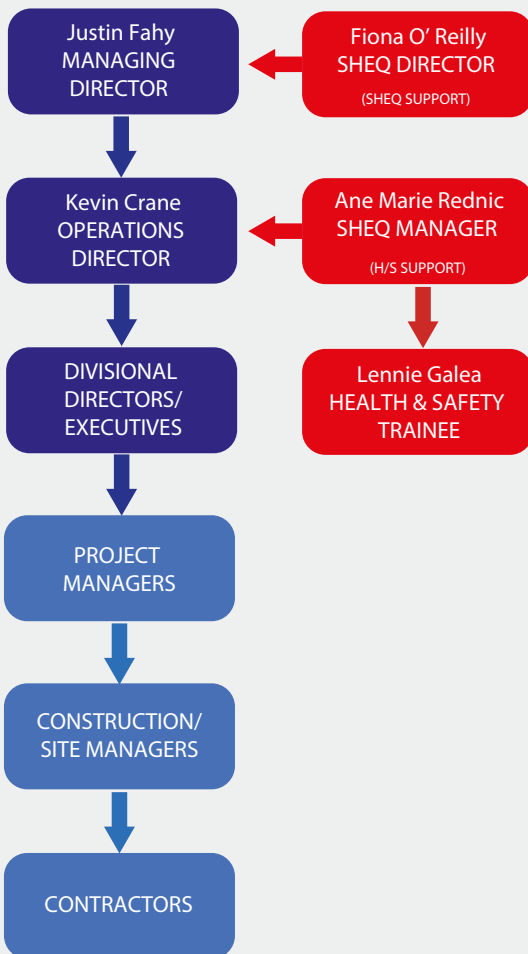 Justin Fahy
MANAGING
DIRECTOR
Fiona O’ Reilly
SHEQ DIRECTOR
(SHEQ SUPPORT)
Kevin Crane
OPERATIONS
DIRECTOR
Ane Marie Rednic
SHEQ MANAGER
(H/S SUPPORT)
DIVISIONAL
DIRECTORS/
EXECUTIVES
Lennie Galea
HEALTH & SAFETY
TRAINEE
PROJECT
MANAGERS
CONSTRUCTION/
SITE MANAGERS
CONTRACTORS